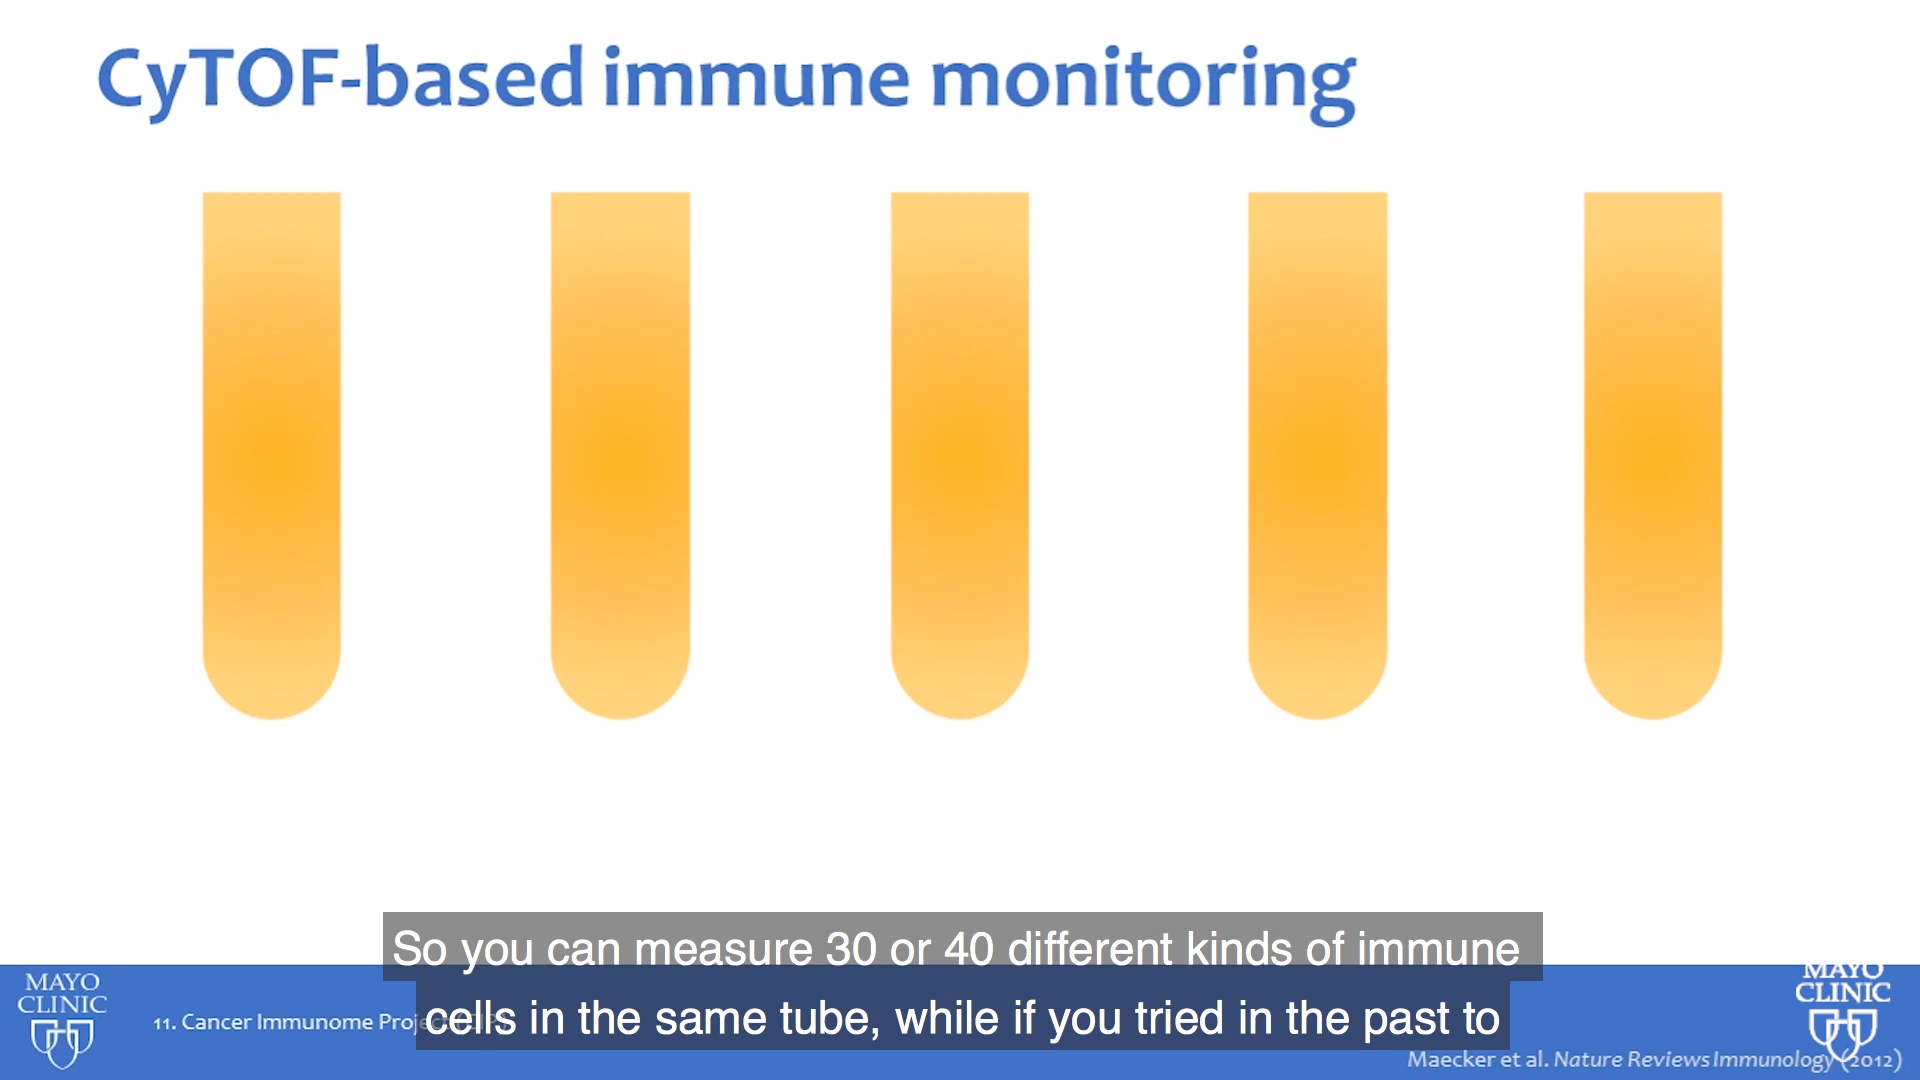 CyTOF-based immune monitoring
So you can measure 30 or 40 different kinds of immune
cells in the same tube, while if you tried in the past to
MAYO
CLINIC
11. Cancer Immunome
MAYO
CLINIC
Maecker et al. Nature Reviews Immunology (2012)